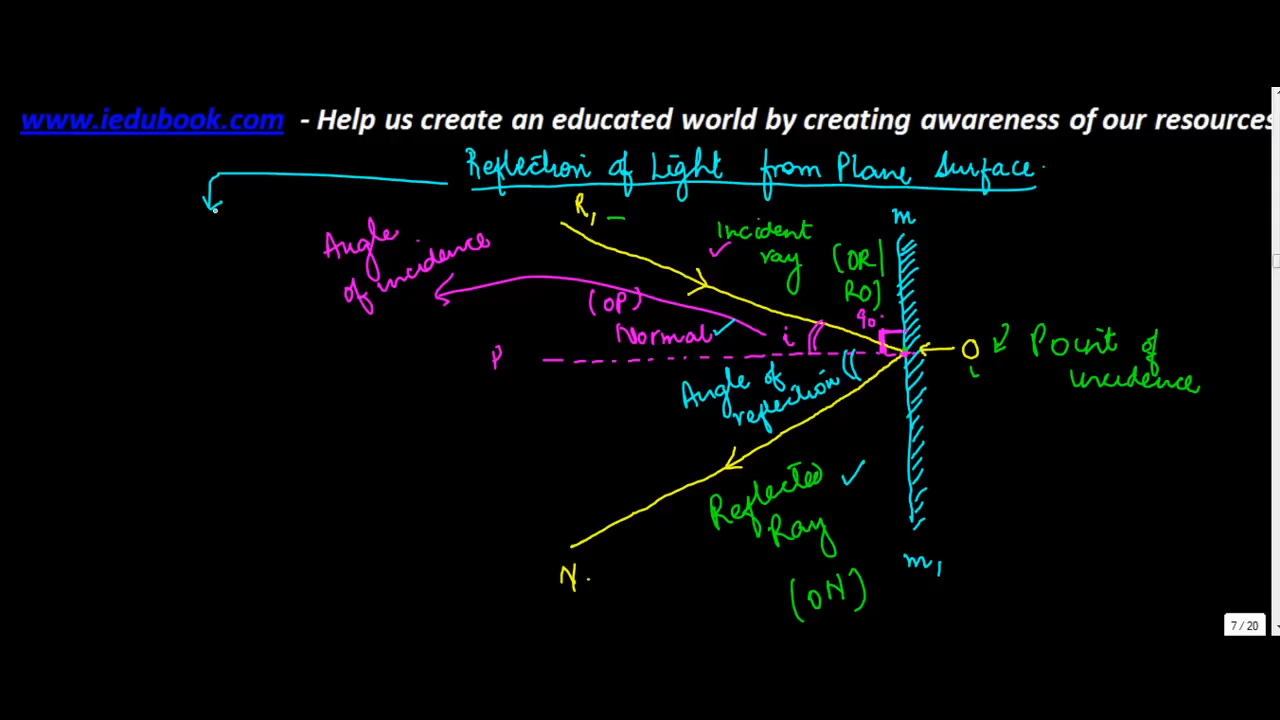 www.iedubook.com - Help us create an educated world by creating awareness of our resources
Reflection of Light from Plane Surface.
R1
m
Incident
ray
(OR|
RO)
Angle
of incidence
(OP)
Normal
i
90°
P
O
Point of
incidence
Angle of
reflection
Reflected
Ray
(ON)
N.
m1
7 / 20